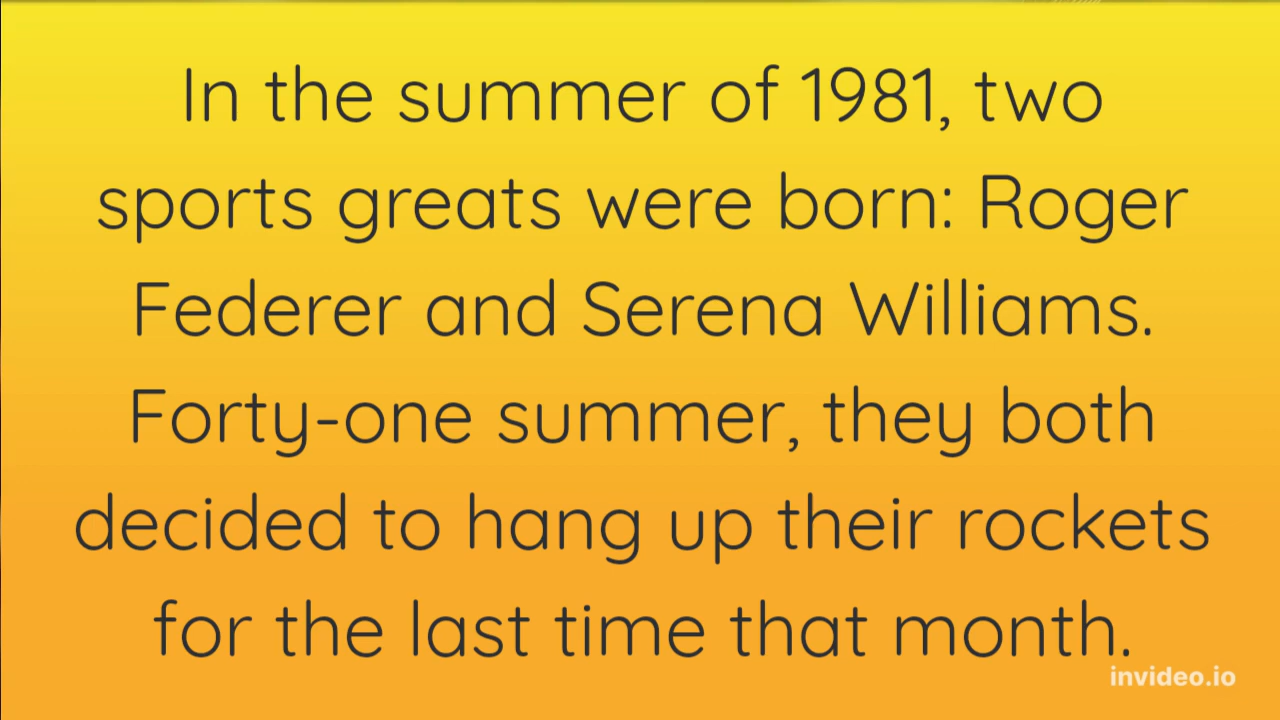 In the summer of 1981, two
sports greats were born: Roger
Federer and Serena Williams.
Forty-one summer, they both
decided to hang up their rockets
for the last time that month.
invideo.io